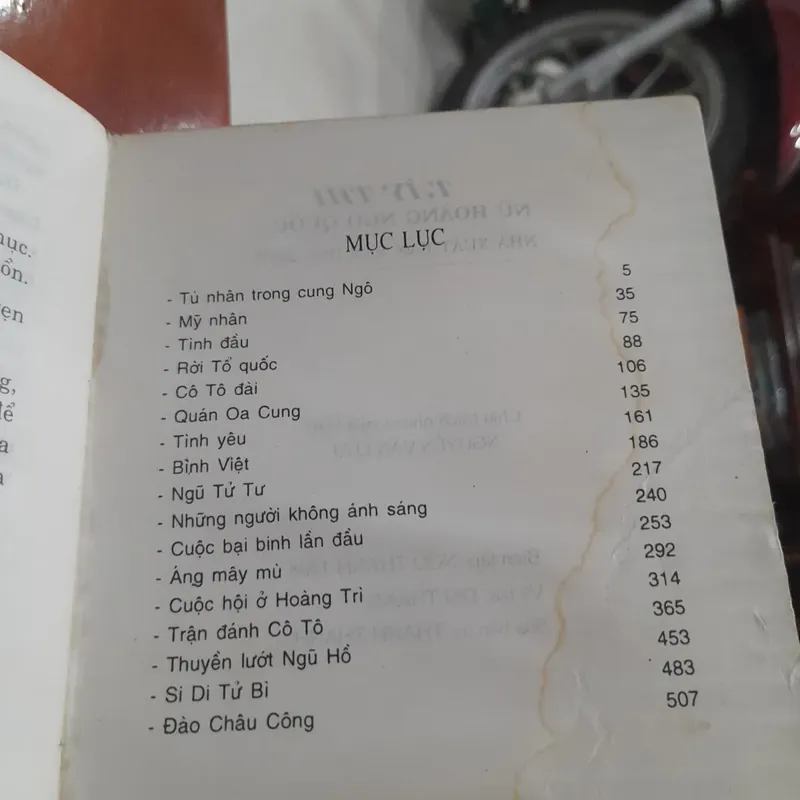 ồn.
ẹn
g,
để
a
MỤC LỤC
- Tù nhân trong cung Ngô 5
- Mỹ nhân 35
- Tình đầu 75
- Rời Tổ quốc 88
- Cô Tô đài 106
- Quán Oa Cung 135
- Tình yêu 161
- Bình Việt 186
- Ngũ Tử Tư 217
- Những người không ánh sáng 240
- Cuộc bại binh lần đầu 253
- Áng mây mù 292
- Cuộc hội ở Hoàng Trì 314
- Trận đánh Cô Tô 365
- Thuyền lướt Ngũ Hồ 453
- Si Di Tử Bì 483
- Đào Châu Công 507